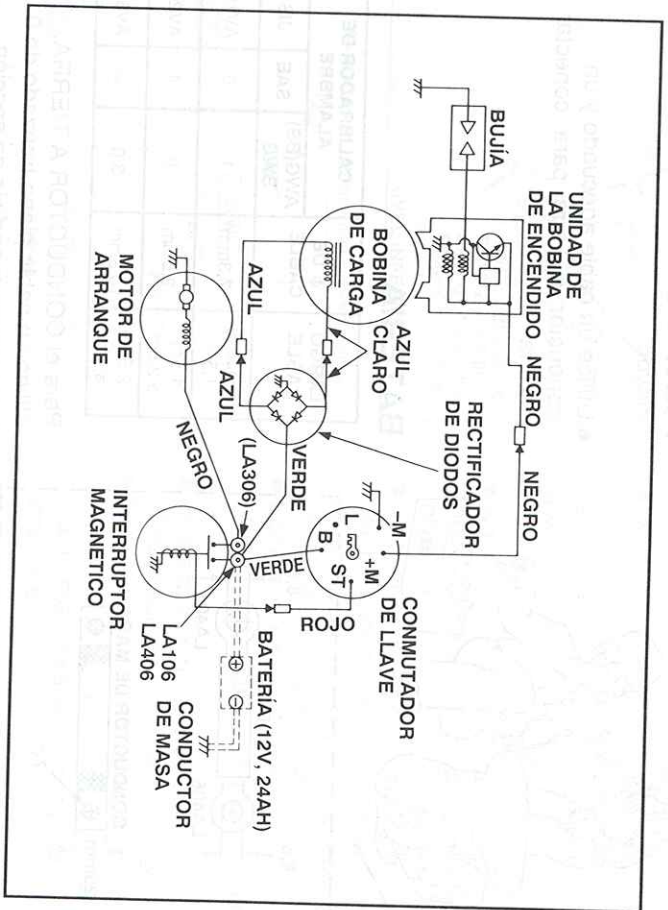 UNIDAD DE
LA BOBINA
DE ENCENDIDO
NEGRO
NEGRO
BUJÍA
RECTIFICADOR
DE DIODOS
CONMUTADOR
DE LLAVE
AZUL
CLARO
BOBINA
DE CARGA
–M
+M
L
B
ST
AZUL
AZUL
VERDE
VERDE
ROJO
(LA306)
NEGRO
MOTOR DE
ARRANQUE
BATERÍA (12V, 24AH)
CONDUCTOR
DE MASA
LA106
LA406
INTERRUPTOR
MAGNETICO